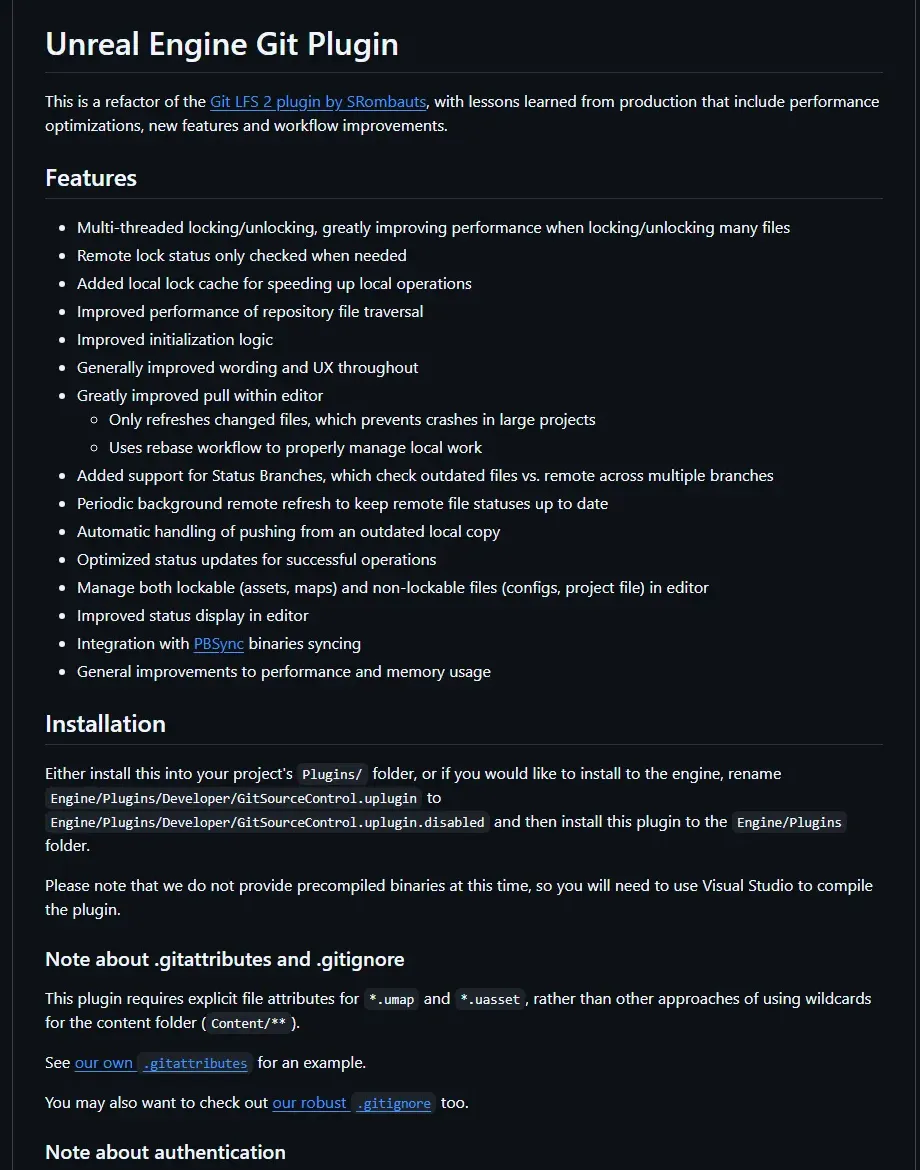 Unreal Engine Git Plugin
This is a refactor of the Git LFS 2 plugin by SRombauts, with lessons learned from production that include performance
optimizations, new features and workflow improvements.
Features
Multi-threaded locking/unlocking, greatly improving performance when locking/unlocking many files
Remote lock status only checked when needed
Added local lock cache for speeding up local operations
Improved performance of repository file traversal
Improved initialization logic
Generally improved wording and UX throughout
Greatly improved pull within editor
Only refreshes changed files, which prevents crashes in large projects
Uses rebase workflow to properly manage local work
Added support for Status Branches, which check outdated files vs. remote across multiple branches
Periodic background remote refresh to keep remote file statuses up to date
Automatic handling of pushing from an outdated local copy
Optimized status updates for successful operations
Manage both lockable (assets, maps) and non-lockable files (configs, project file) in editor
Improved status display in editor
Integration with PBSync binaries syncing
General improvements to performance and memory usage
Installation
Either install this into your project's Plugins/ folder, or if you would like to install to the engine, rename
Engine/Plugins/Developer/GitSourceControl.uplugin to
Engine/Plugins/Developer/GitSourceControl.uplugin.disabled and then install this plugin to the Engine/Plugins
folder.
Please note that we do not provide precompiled binaries at this time, so you will need to use Visual Studio to compile
the plugin.
Note about .gitattributes and .gitignore
This plugin requires explicit file attributes for *.umap and *.uasset, rather than other approaches of using wildcards
for the content folder (Content/**).
See our own .gitattributes for an example.
You may also want to check out our robust .gitignore too.
Note about authentication